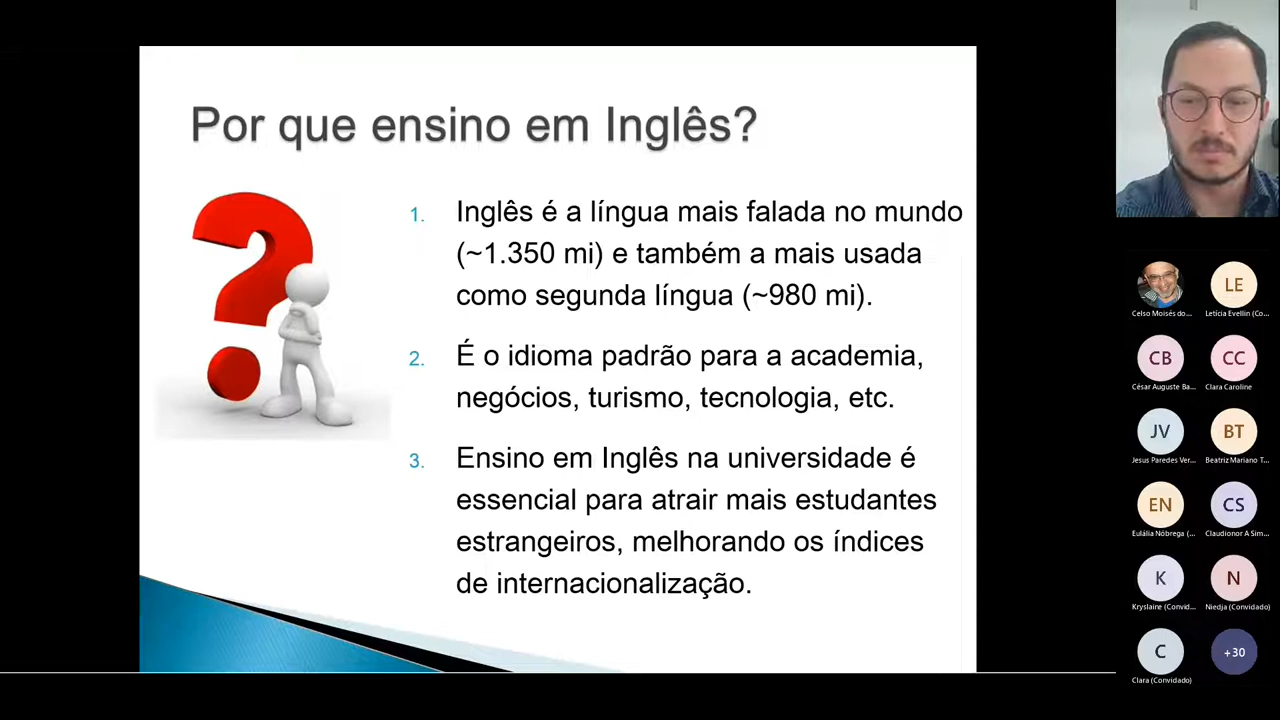 Por que ensino em Inglês?
1. Inglês é a língua mais falada no mundo
(~1.350 mi) e também a mais usada
como segunda língua (~980 mi).
2. É o idioma padrão para a academia,
negócios, turismo, tecnologia, etc.
3. Ensino em Inglês na universidade é
essencial para atrair mais estudantes
estrangeiros, melhorando os índices
de internacionalização.
LE
Celso Moisés do...
Letícia Evellin (Co...
CB
CC
César Auguste Ba...
Clara Caroline
JV
BT
Jesus Paredes Ver...
Beatriz Mariano T...
EN
CS
Eulália Nóbrega (...
Claudionor A Sim...
K
N
Kryslaine (Convid...
Niedja (Convidado)
C
+30
Clara (Convidado)